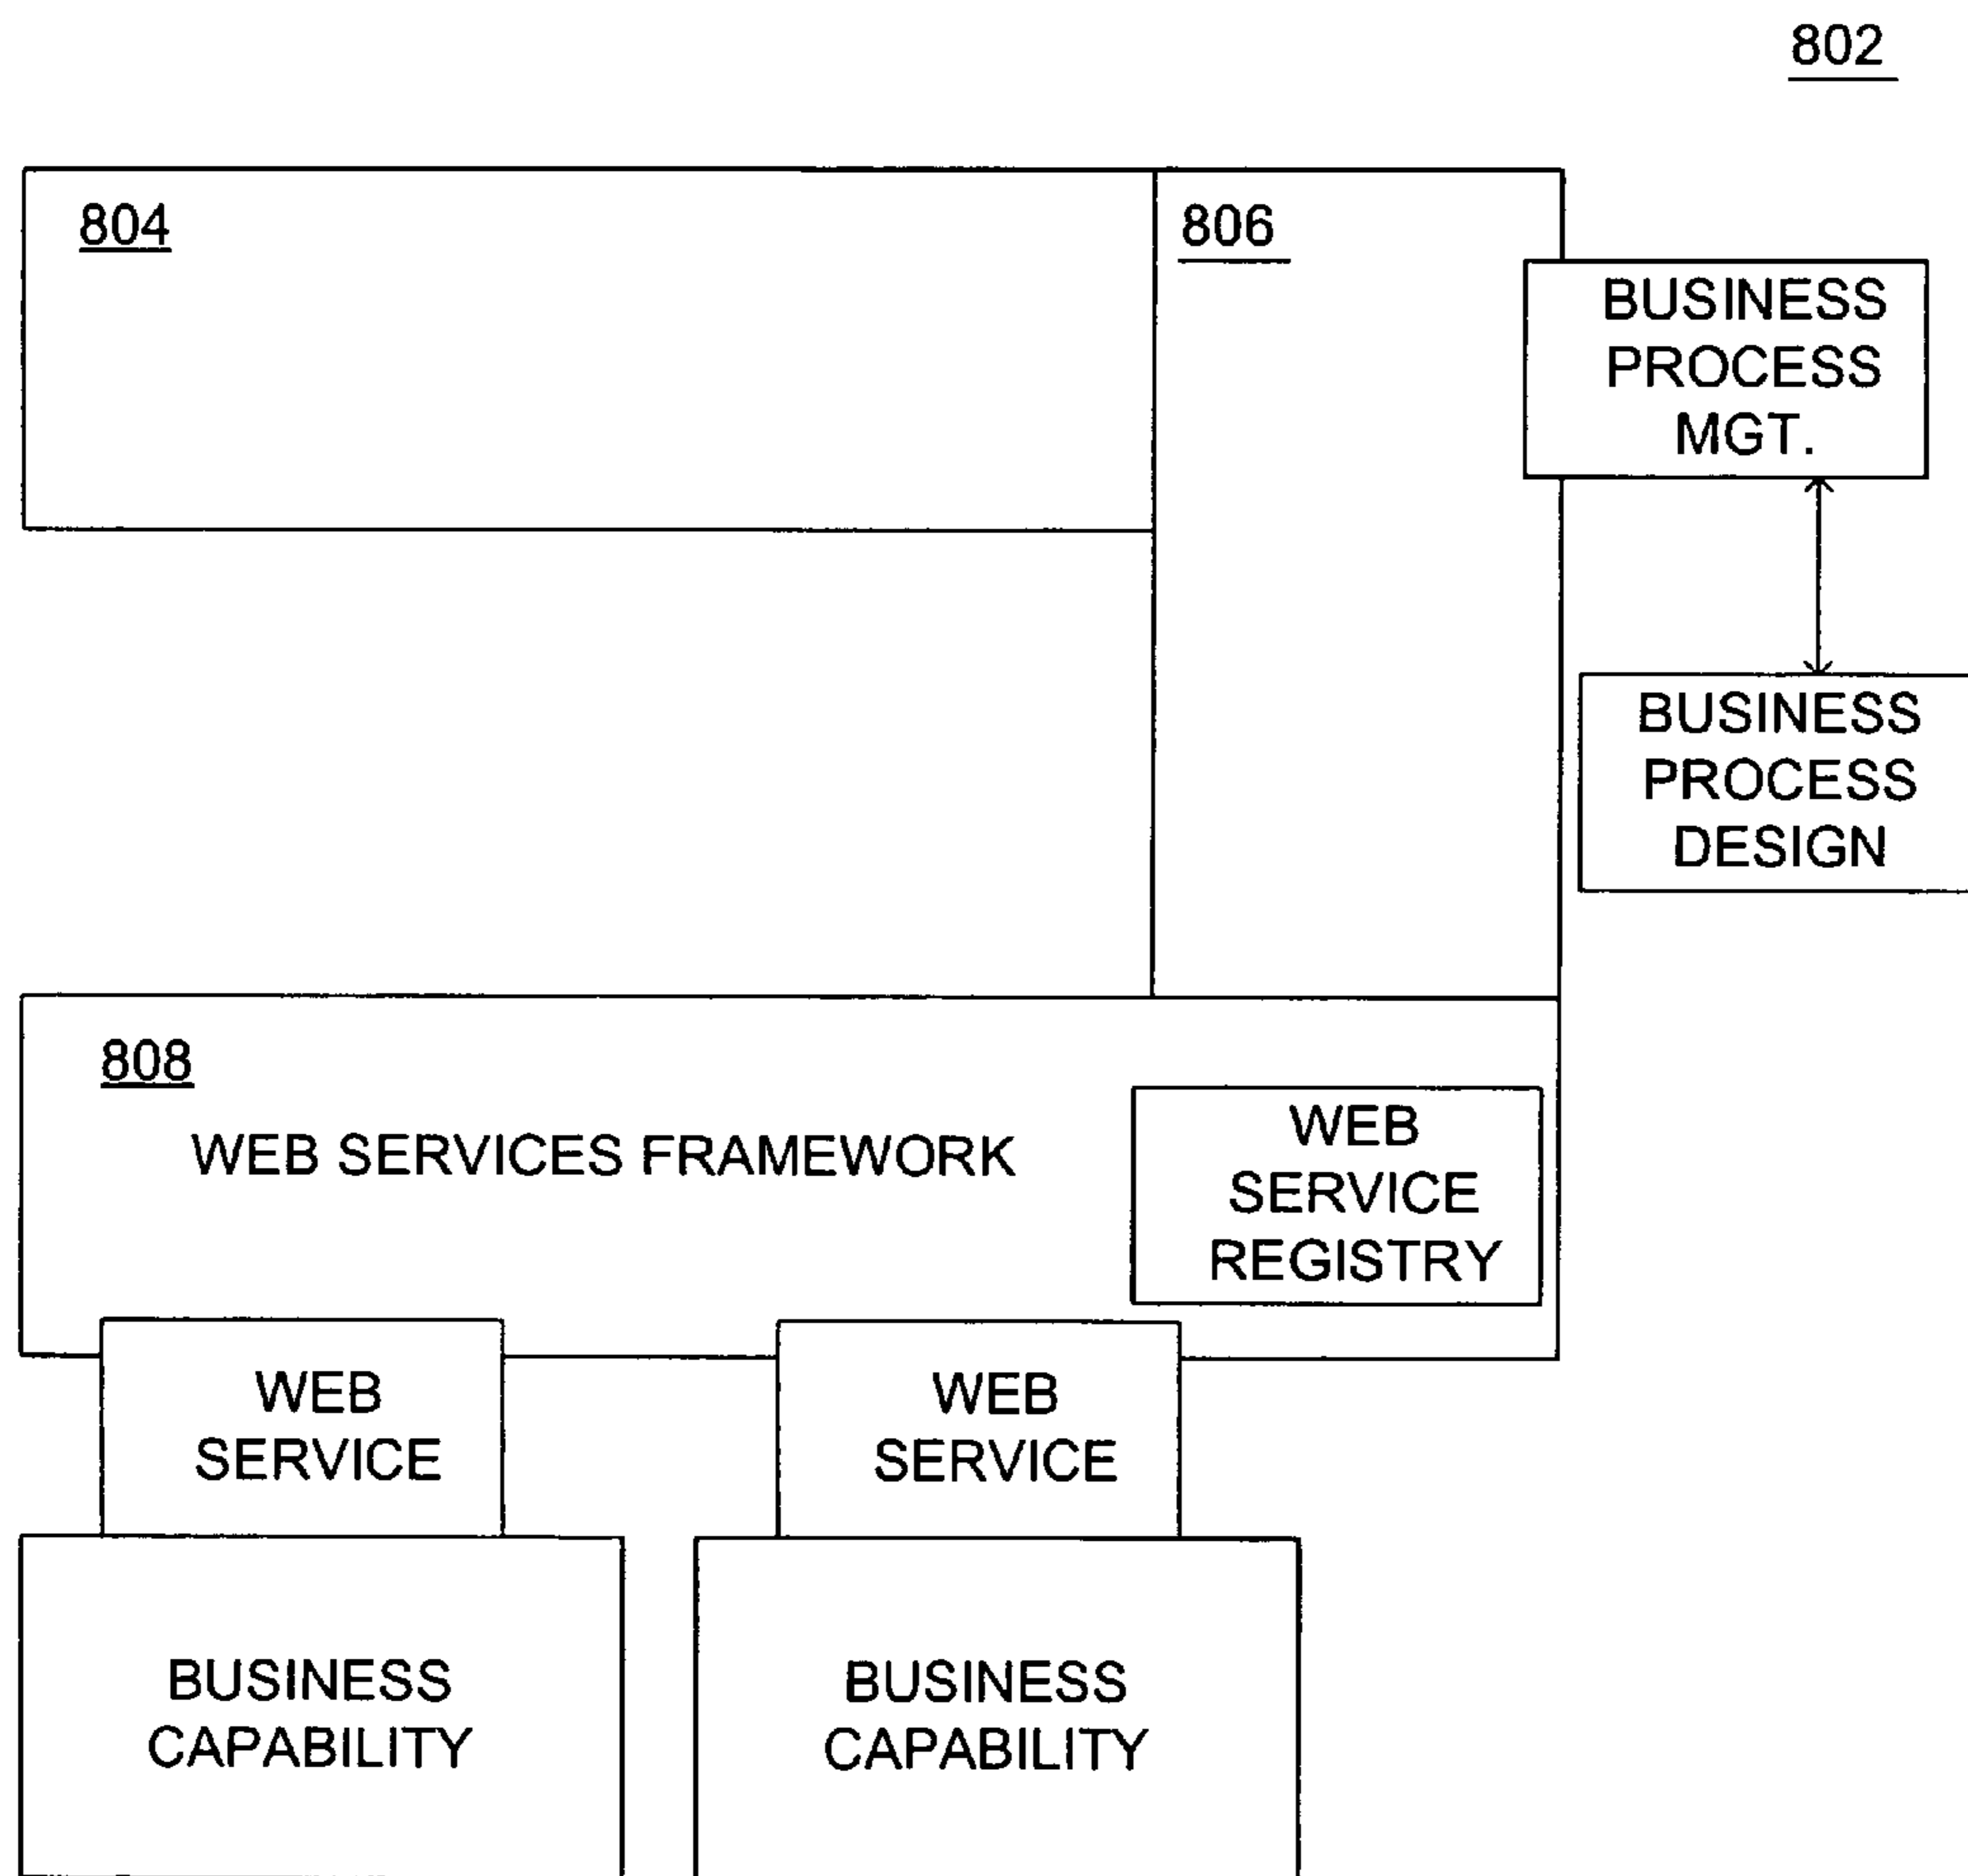 802
804
806
BUSINESS
PROCESS
MGT.
BUSINESS
PROCESS
DESIGN
808
WEB SERVICES FRAMEWORK
WEB
SERVICE
REGISTRY
WEB
SERVICE
WEB
SERVICE
BUSINESS
CAPABILITY
BUSINESS
CAPABILITY